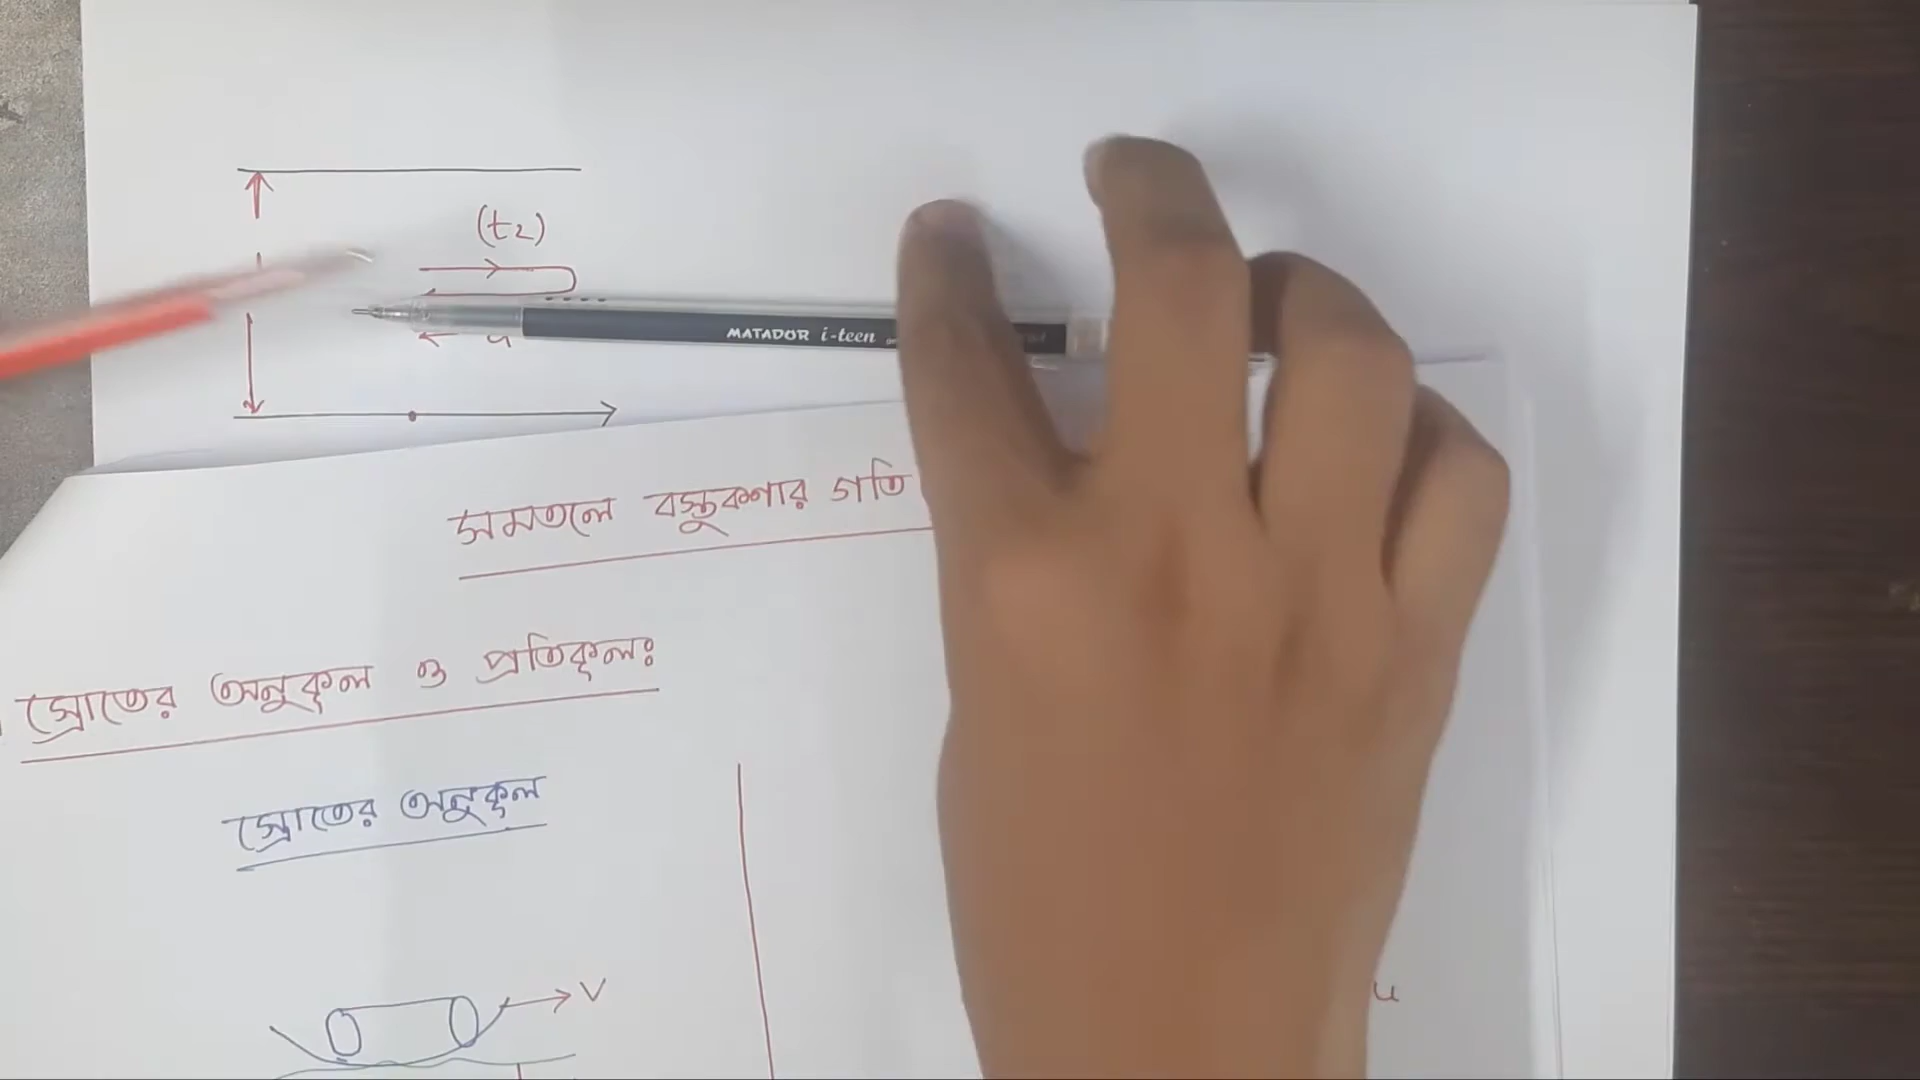 (t₂)
MATADOR i-teen
u
সমতলে বস্তুকণার গতি
স্রোতের অনুকূল ও প্রতিকূলঃ
স্রোতের অনুকূল
V
u